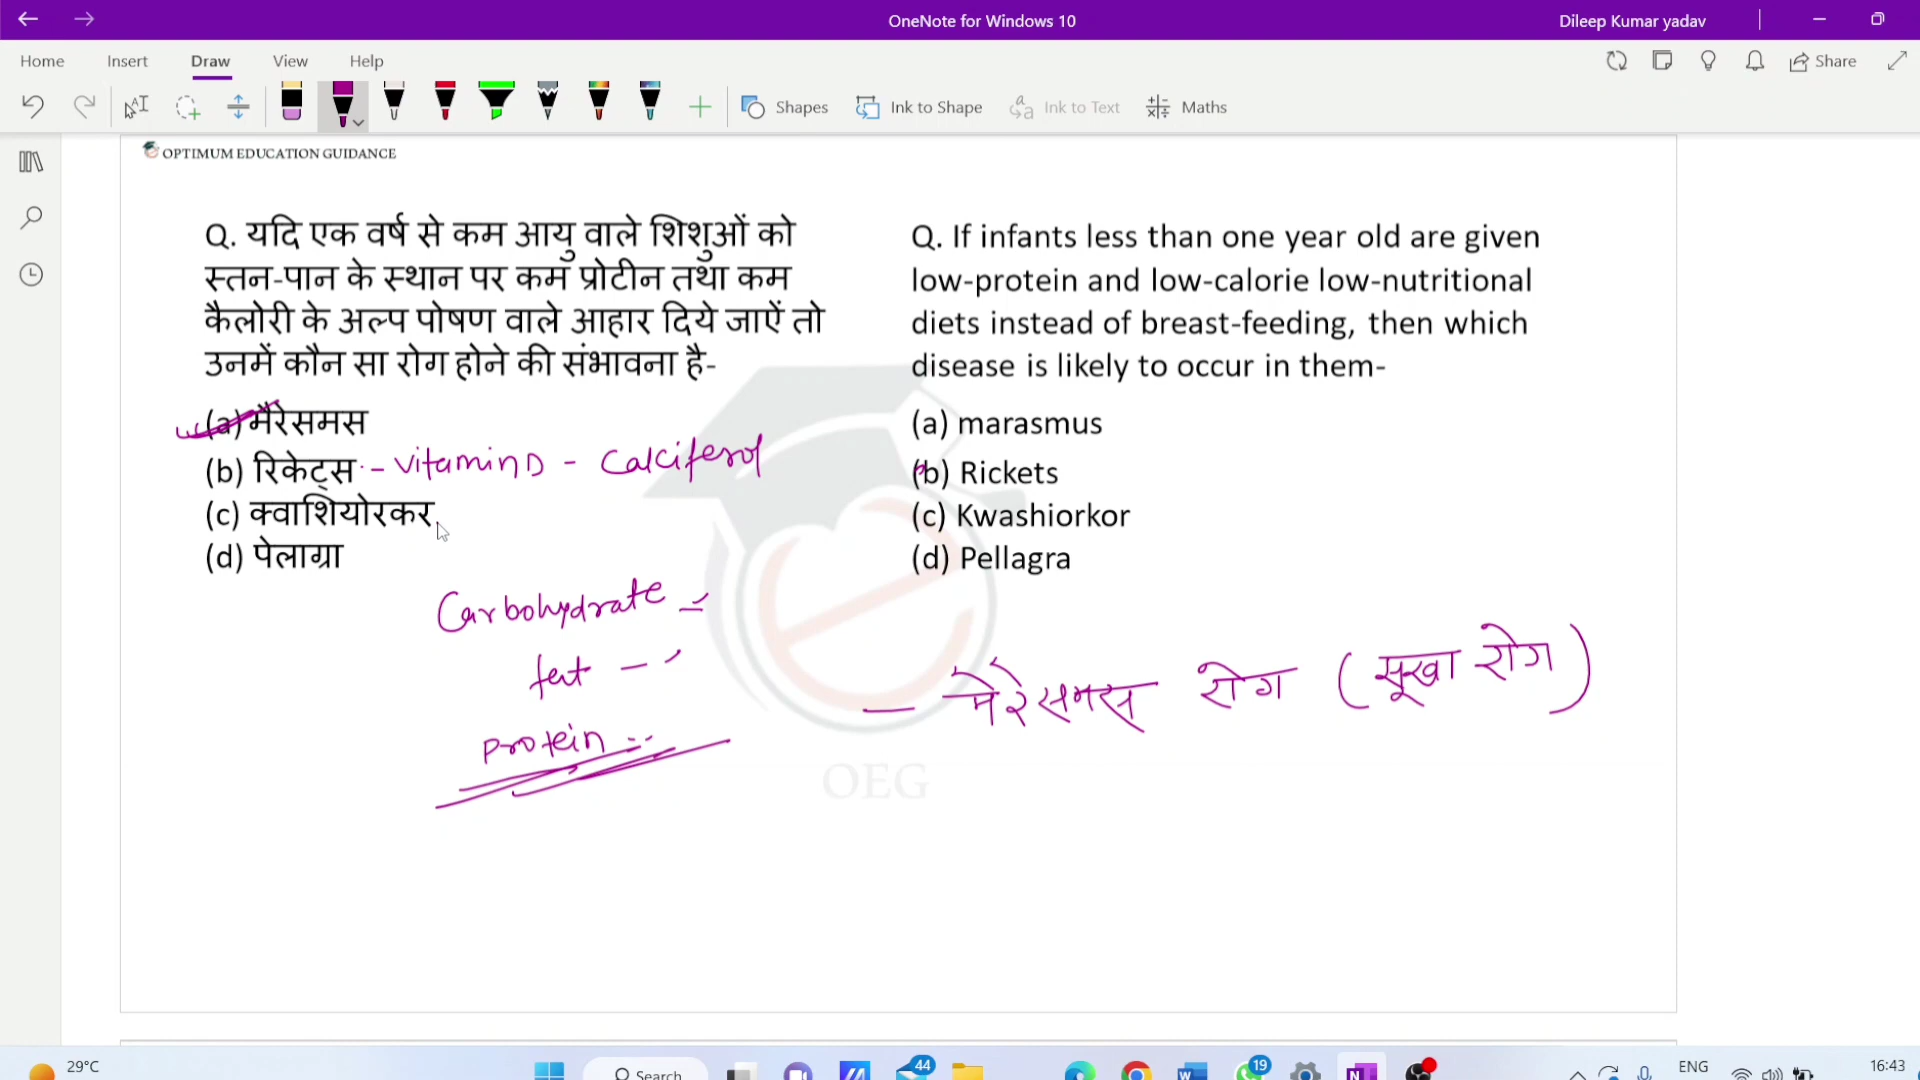 OneNote for Windows 10
Dileep Kumar yadav
Home Insert Draw View Help
Share
Shapes Ink to Shape Ink to Text Maths
OPTIMUM EDUCATION GUIDANCE
Q. यदि एक वर्ष से कम आयु वाले शिशुओं को
स्तन-पान के स्थान पर कम प्रोटीन तथा कम
कैलोरी के अल्प पोषण वाले आहार दिये जाऐं तो
उनमें कौन सा रोग होने की संभावना है-
(a) मैरेसमस
(b) रिकेट्स - vitamin D - Calciferol
(c) क्वाशियोरकर
(d) पेलाग्रा
Q. If infants less than one year old are given
low-protein and low-calorie low-nutritional
diets instead of breast-feeding, then which
disease is likely to occur in them-
(a) marasmus
(b) Rickets
(c) Kwashiorkor
(d) Pellagra
Carbohydrate -
fat -
protein -
- मेरेसमस रोग (सूखा रोग)
OEG
29°C
Search
44
19
ENG
16:43